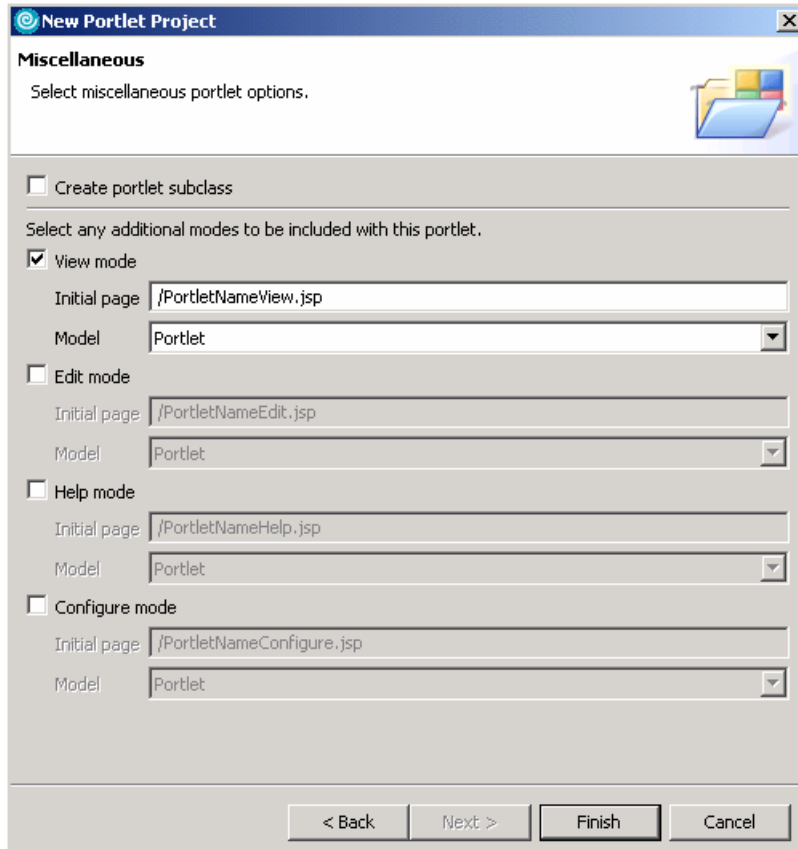 New Portlet Project
Miscellaneous
Select miscellaneous portlet options.
Create portlet subclass
Select any additional modes to be included with this portlet.
View mode
Initial page /PortletNameView.jsp
Model Portlet
Edit mode
Initial page /PortletNameEdit.jsp
Model Portlet
Help mode
Initial page /PortletNameHelp.jsp
Model Portlet
Configure mode
Initial page /PortletNameConfigure.jsp
Model Portlet
< Back Next > Finish Cancel